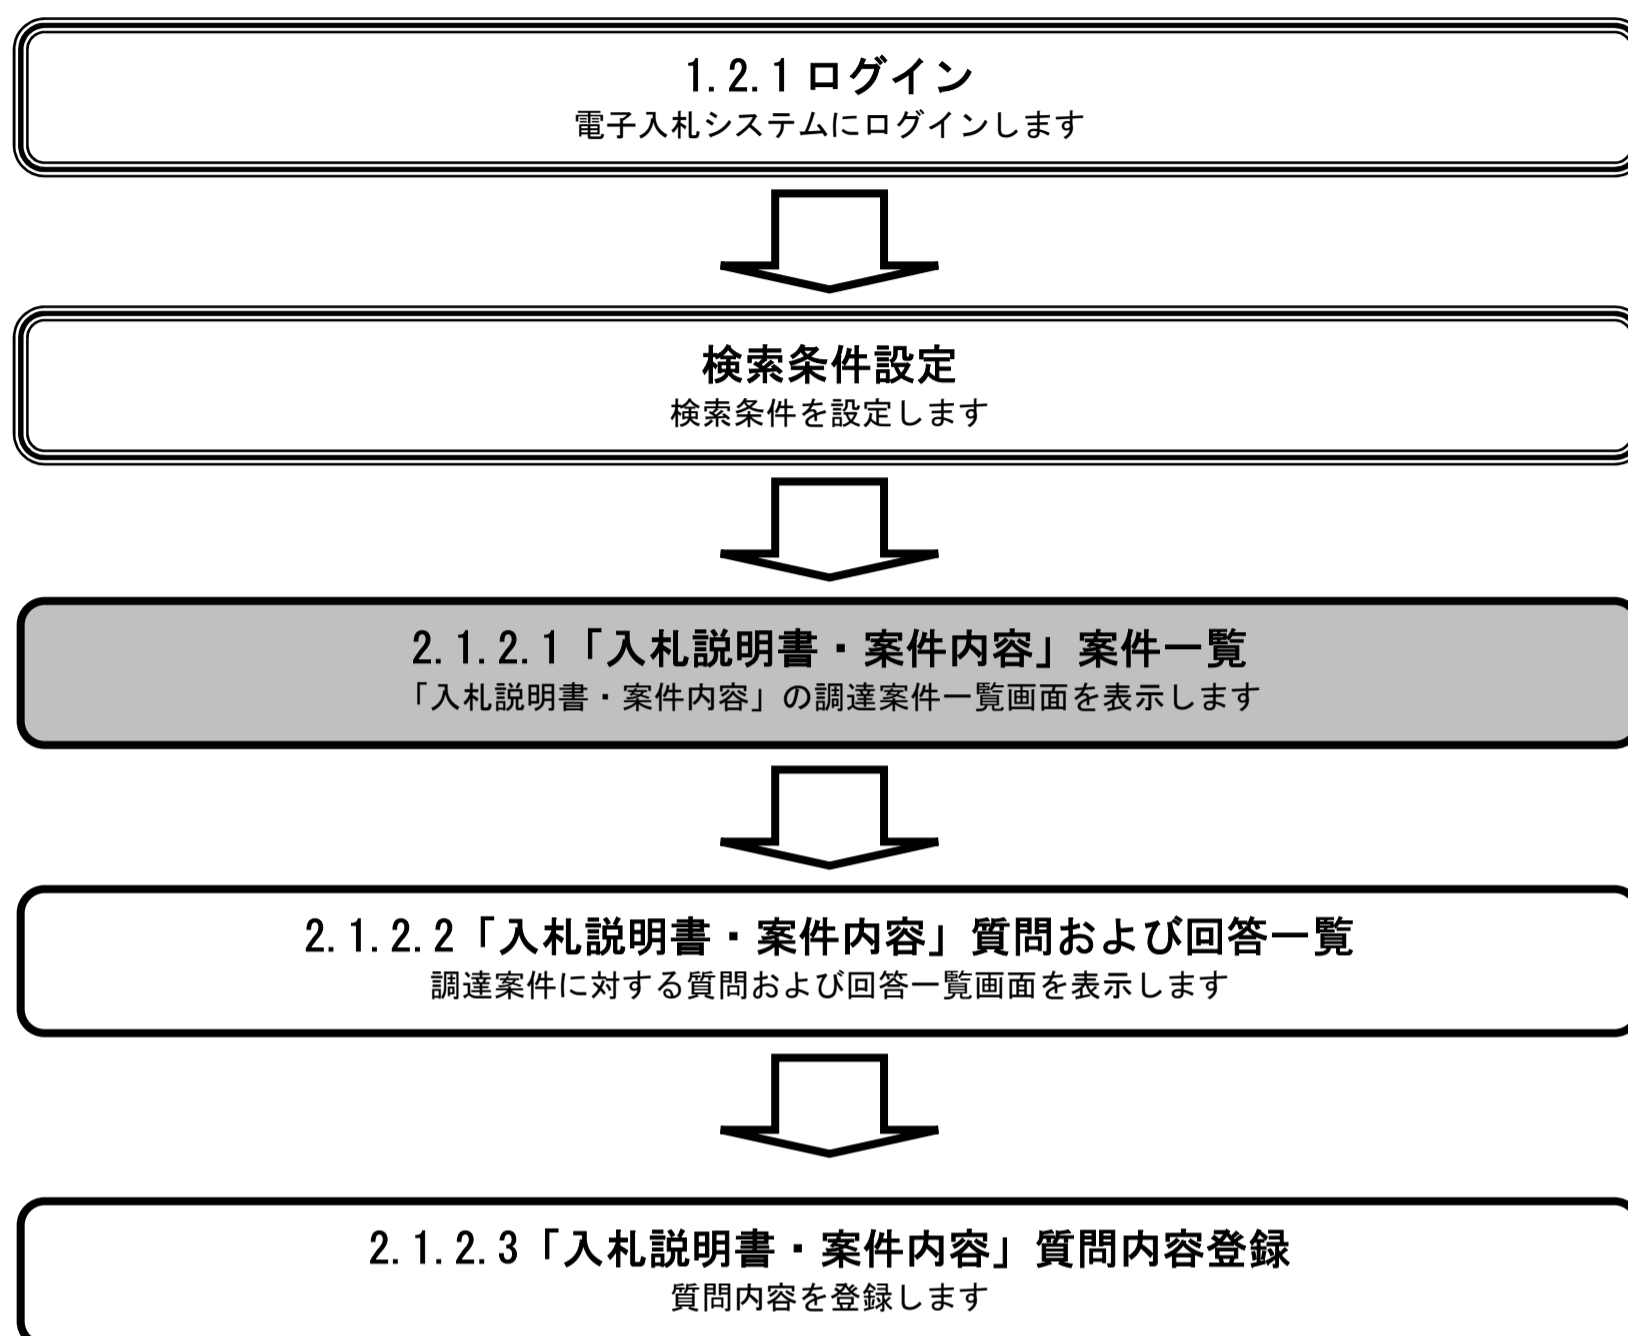 1.2.1 ログイン
電子入札システムにログインします
検索条件設定
検索条件を設定します
2.1.2.1「入札説明書・案件内容」案件一覧
「入札説明書・案件内容」の調達案件一覧画面を表示します
2.1.2.2「入札説明書・案件内容」質問および回答一覧
調達案件に対する質問および回答一覧画面を表示します
2.1.2.3「入札説明書・案件内容」質問内容登録
質問内容を登録します